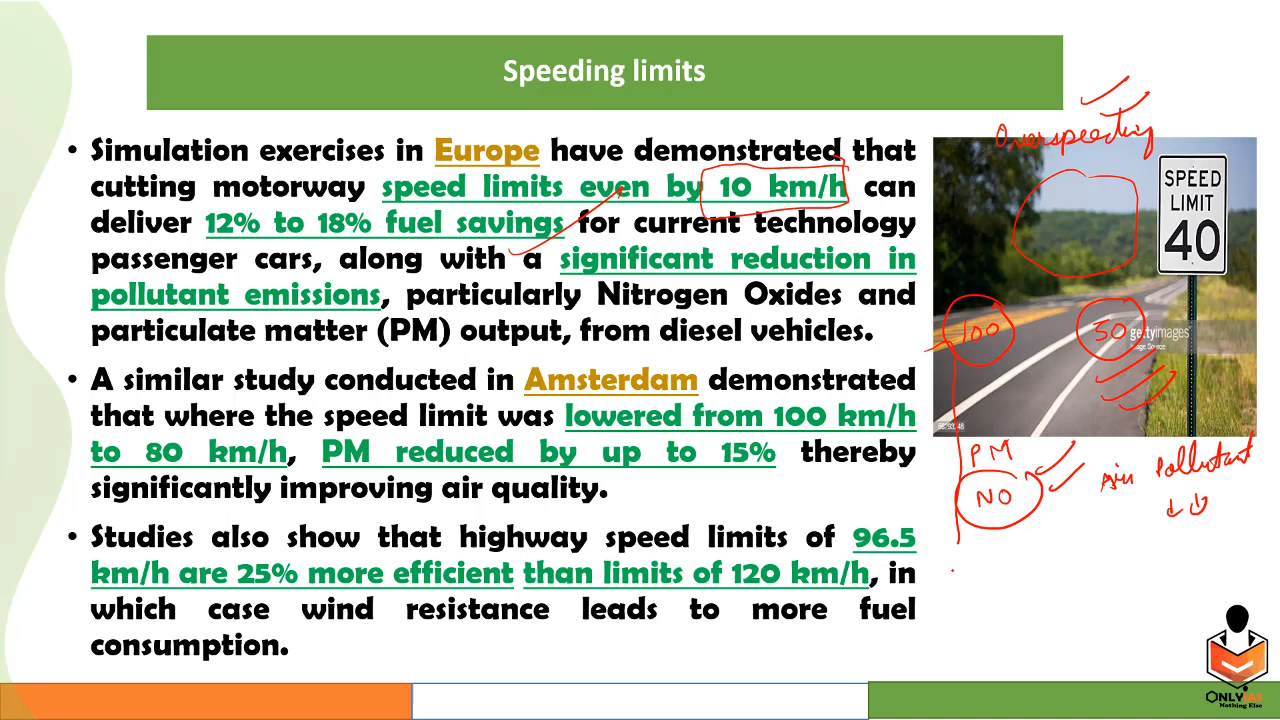 Speeding limits
• Simulation exercises in Europe have demonstrated that
cutting motorway speed limits even by 10 km/h can
deliver 12% to 18% fuel savings for current technology
passenger cars, along with a significant reduction in
pollutant emissions, particularly Nitrogen Oxides and
particulate matter (PM) output, from diesel vehicles.
• A similar study conducted in Amsterdam demonstrated
that where the speed limit was lowered from 100 km/h
to 80 km/h, PM reduced by up to 15% thereby
significantly improving air quality.
• Studies also show that highway speed limits of 96.5
km/h are 25% more efficient than limits of 120 km/h, in
which case wind resistance leads to more fuel
consumption.
Overspeeding
SPEED
LIMIT
40
100
50
gettyimages
Image Source
PM
NO
Air Pollutant
ONLYIAS
Nothing Else